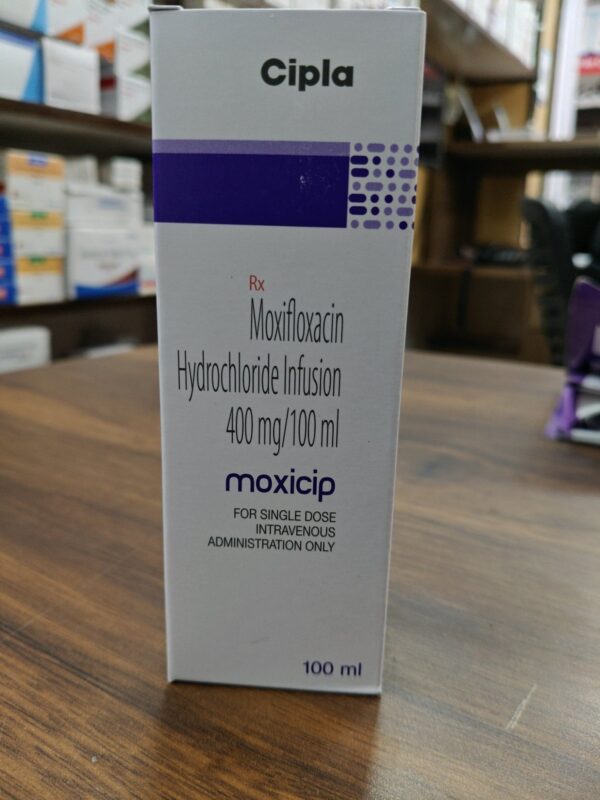 Cipla
Rx
Moxifloxacin
Hydrochloride Infusion
400 mg/100 ml
moxicip
FOR SINGLE DOSE
INTRAVENOUS
ADMINISTRATION ONLY
100 ml